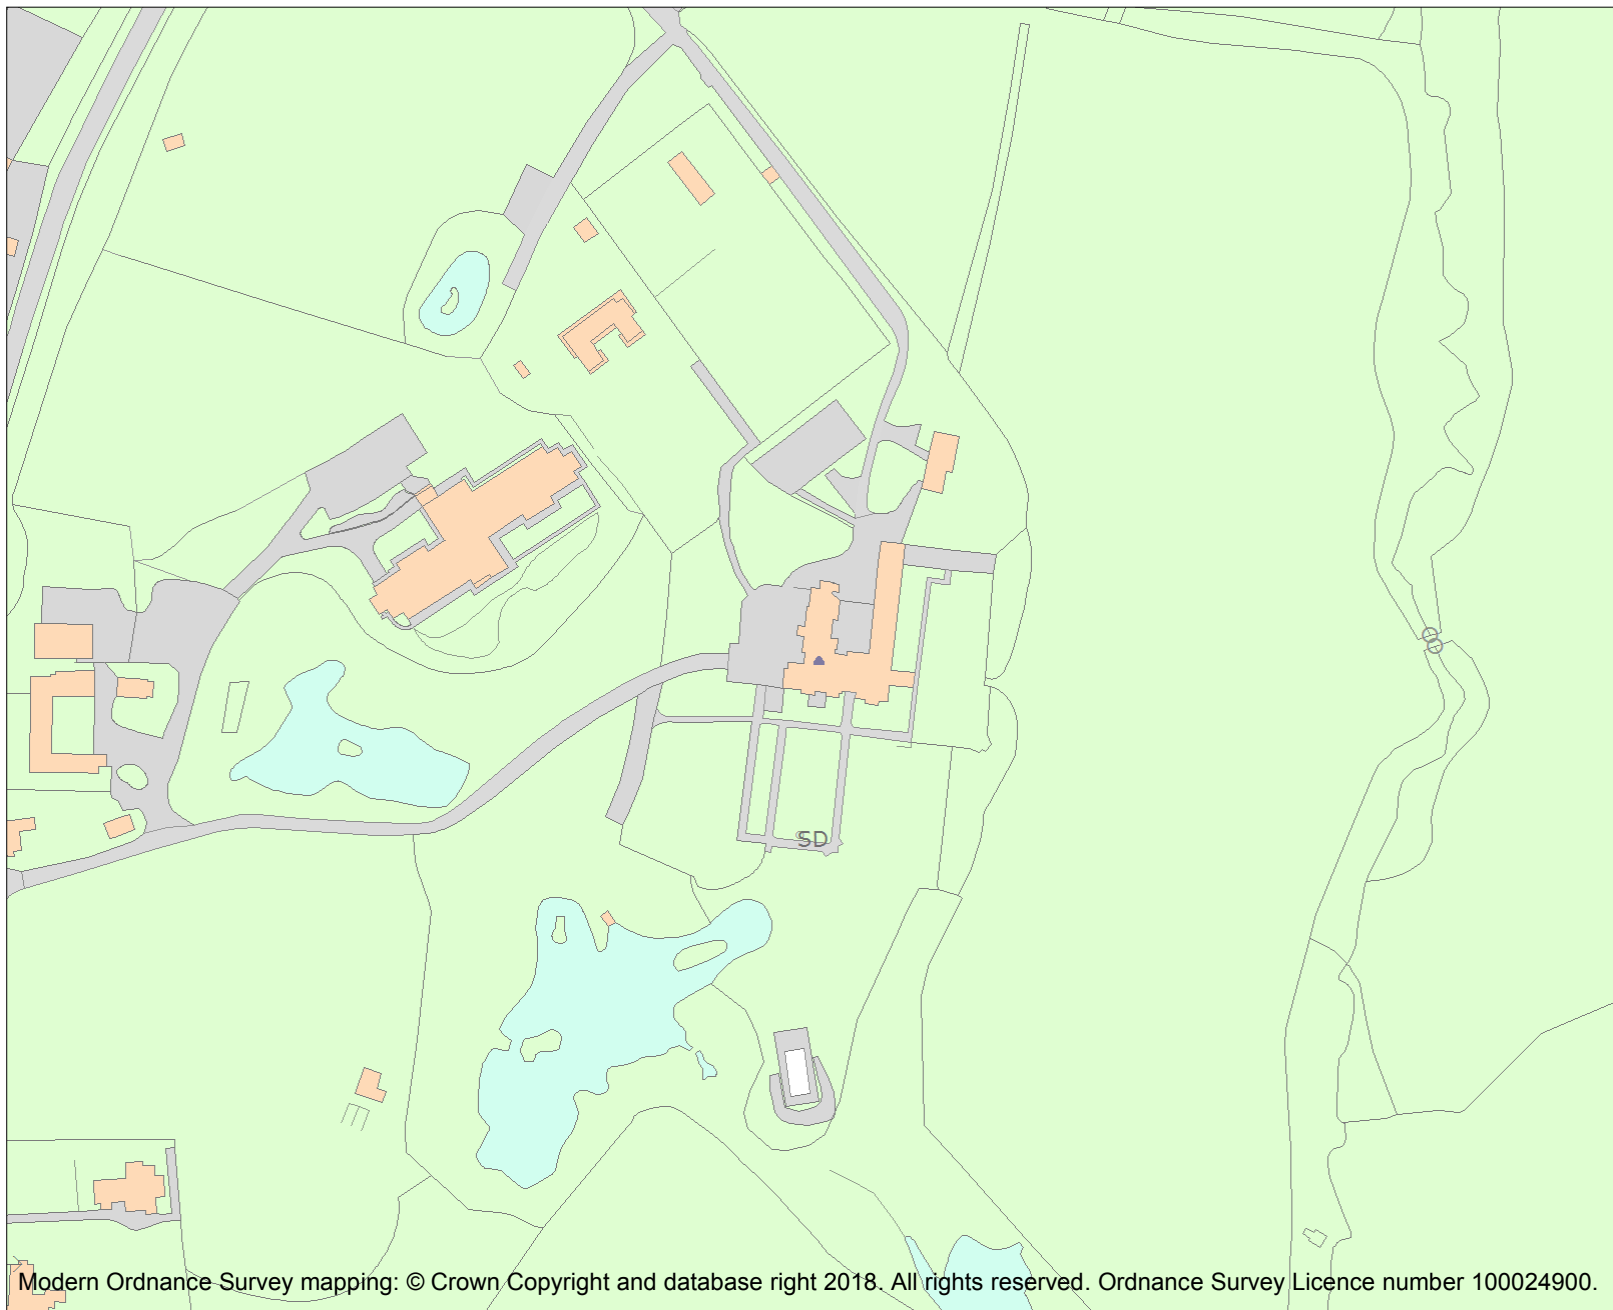 SD
Modern Ordnance Survey mapping: © Crown Copyright and database right 2018. All rights reserved. Ordnance Survey Licence number 100024900.